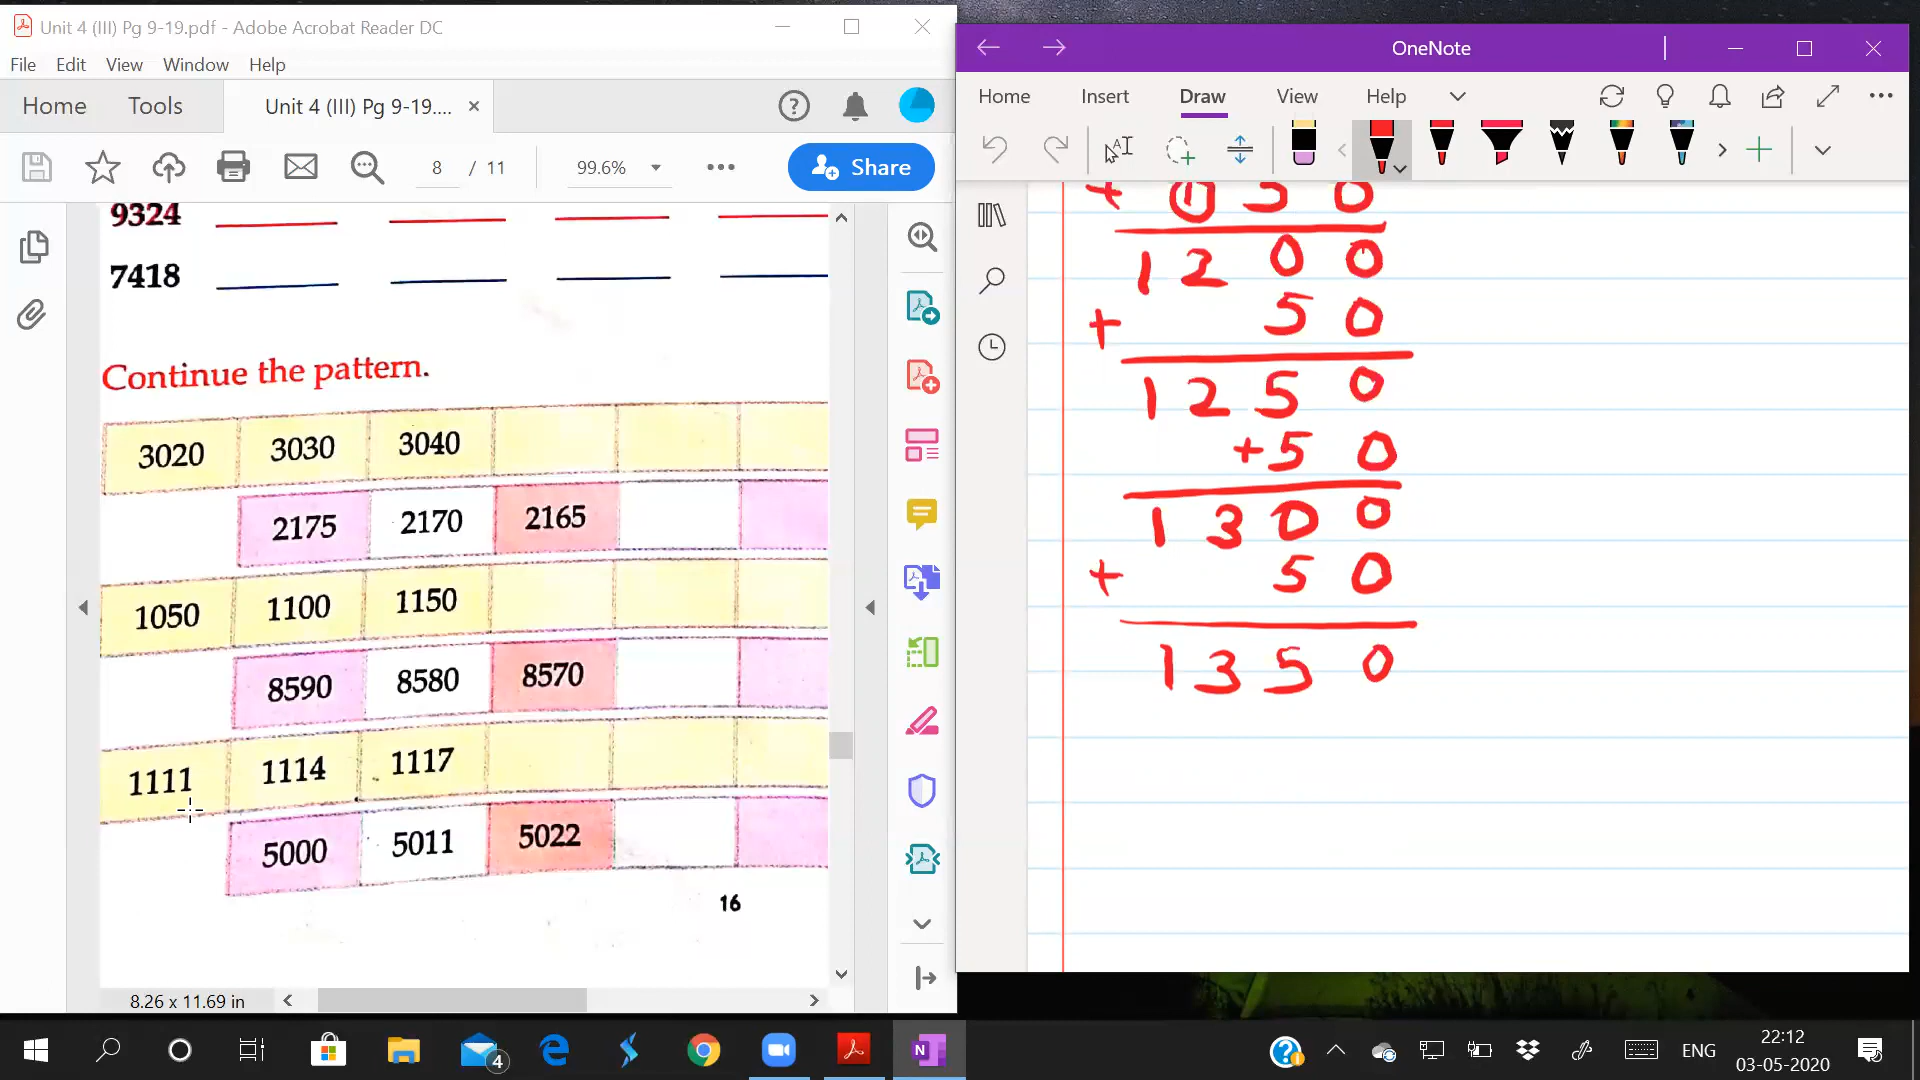 Unit 4 (III) Pg 9-19.pdf - Adobe Acrobat Reader DC
File Edit View Window Help
Home Tools Unit 4 (III) Pg 9-19....
8 / 11 99.6% Share
9324
7418
Continue the pattern.
3020 3030 3040
2175 2170 2165
1050 1100 1150
8590 8580 8570
1111 1114 1117
5000 5011 5022
16
8.26 x 11.69 in
OneNote
Home Insert Draw View Help
1 2 0 0
+ 5 0
1 2 5 0
+ 5 0
1 3 0 0
+ 5 0
1 3 5 0
4
ENG
22:12
03-05-2020